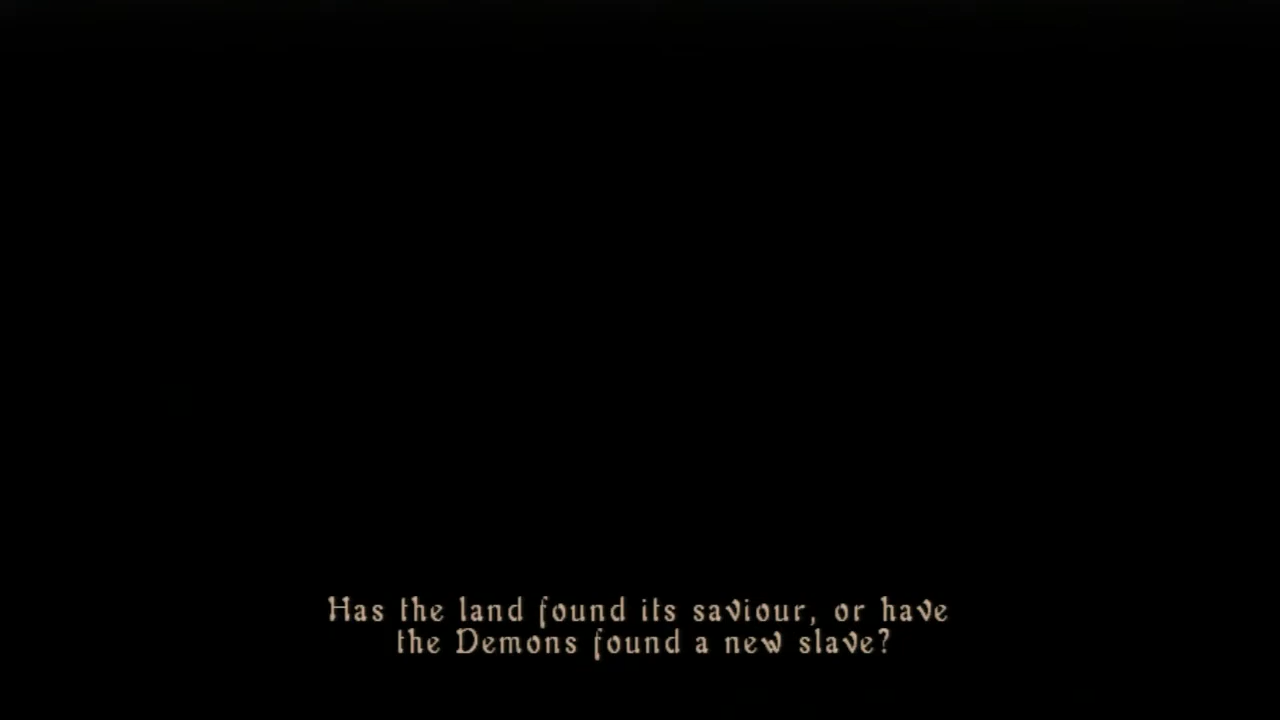 Has the land found its saviour, or have
the Demons found a new slave?